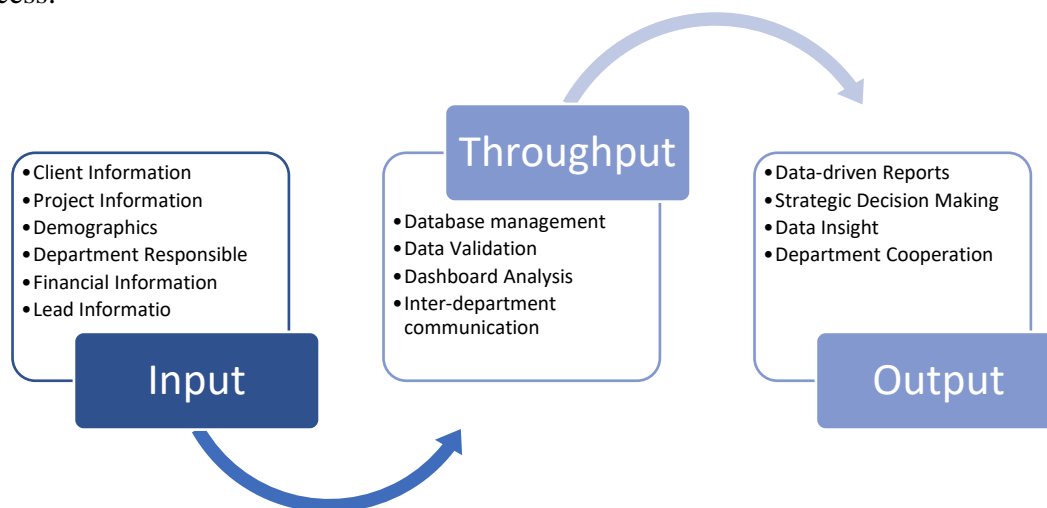 ecess.
•Client Information
•Project Information
•Demographics
•Department Responsible
•Financial Information
•Lead Informatio
Input
Throughput
•Database management
•Data Validation
•Dashboard Analysis
•Inter-department
communication
•Data-driven Reports
•Strategic Decision Making
•Data Insight
•Department Cooperation
Output